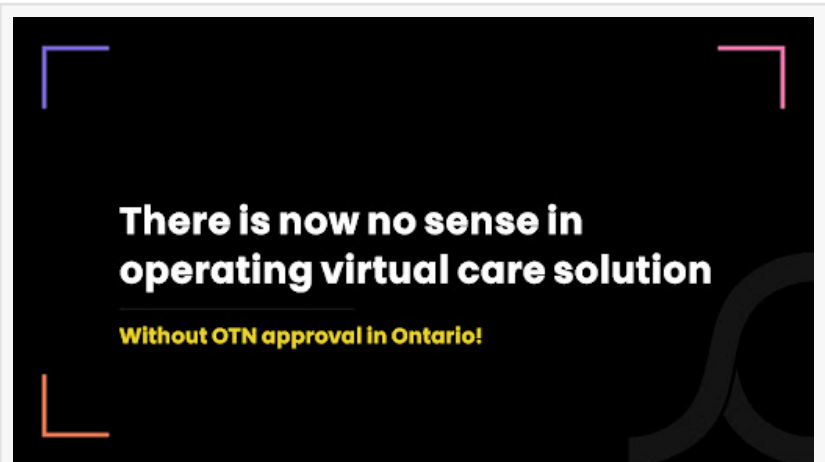 There is now no sense in
operating virtual care solution
Without OTN approval in Ontario!